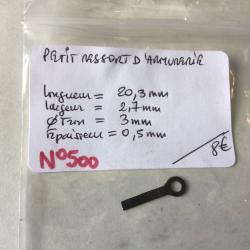 PETIT RESSORT D'ARMURERIE
Longueur = 20,3 mm
largeur = 2,7 mm
Ø Trou = 3 mm
Epaisseur = 0,5 mm
N°500
8€